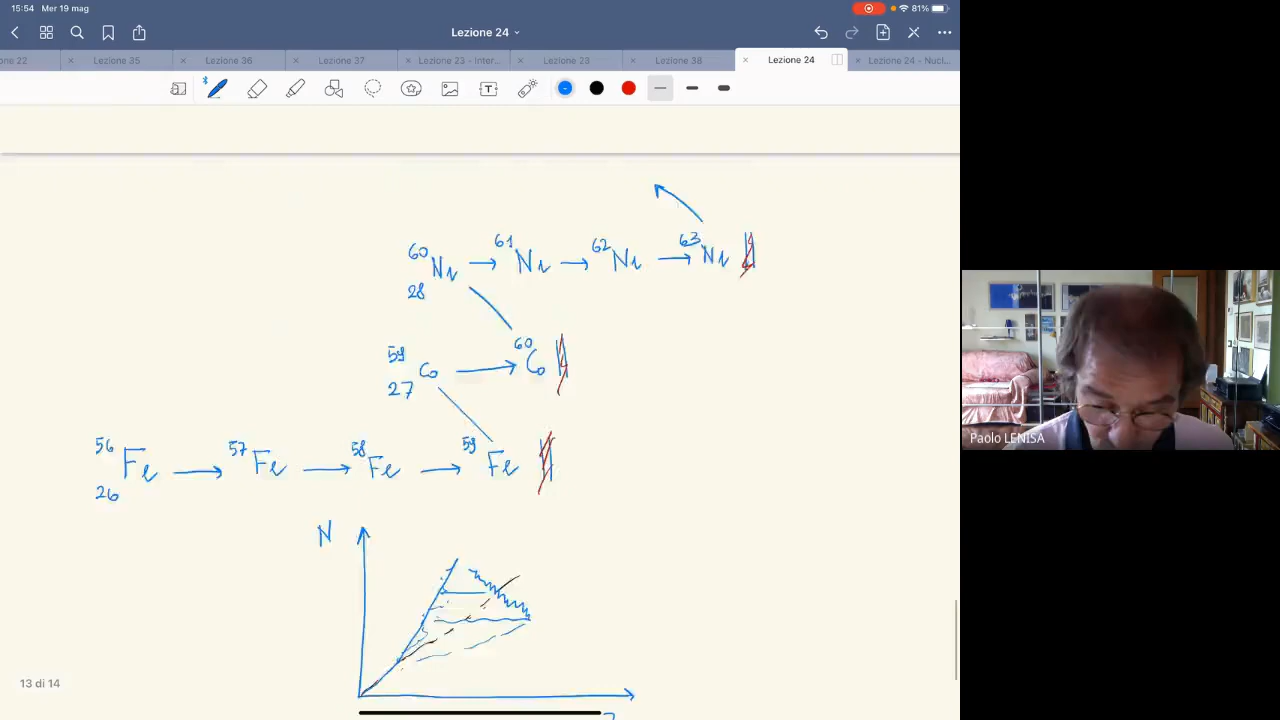 15:54 Mer 19 mag
81%
Lezione 24
22
Lezione 35
Lezione 36
Lezione 37
Lezione 23 - Inter...
Lezione 23
Lezione 38
Lezione 24
Lezione 24 - Nucl...
T
60 Ni 28 → 61 Ni → 62 Ni → 63 Ni
59 Co 27 → 60 Co
56 Fe 26 → 57 Fe → 58 Fe → 59 Fe
N
13 di 14
Paolo LENISA